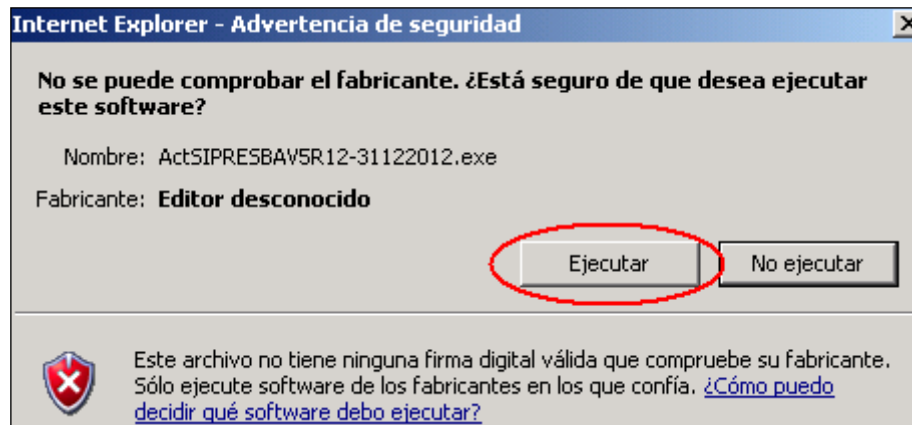 Internet Explorer - Advertencia de seguridad
No se puede comprobar el fabricante. ¿Está seguro de que desea ejecutar
este software?
Nombre: ActSIPRESBAV5R12-31122012.exe
Fabricante: Editor desconocido
Ejecutar No ejecutar
Este archivo no tiene ninguna firma digital válida que compruebe su fabricante.
Sólo ejecute software de los fabricantes en los que confía. ¿Cómo puedo
decidir qué software debo ejecutar?